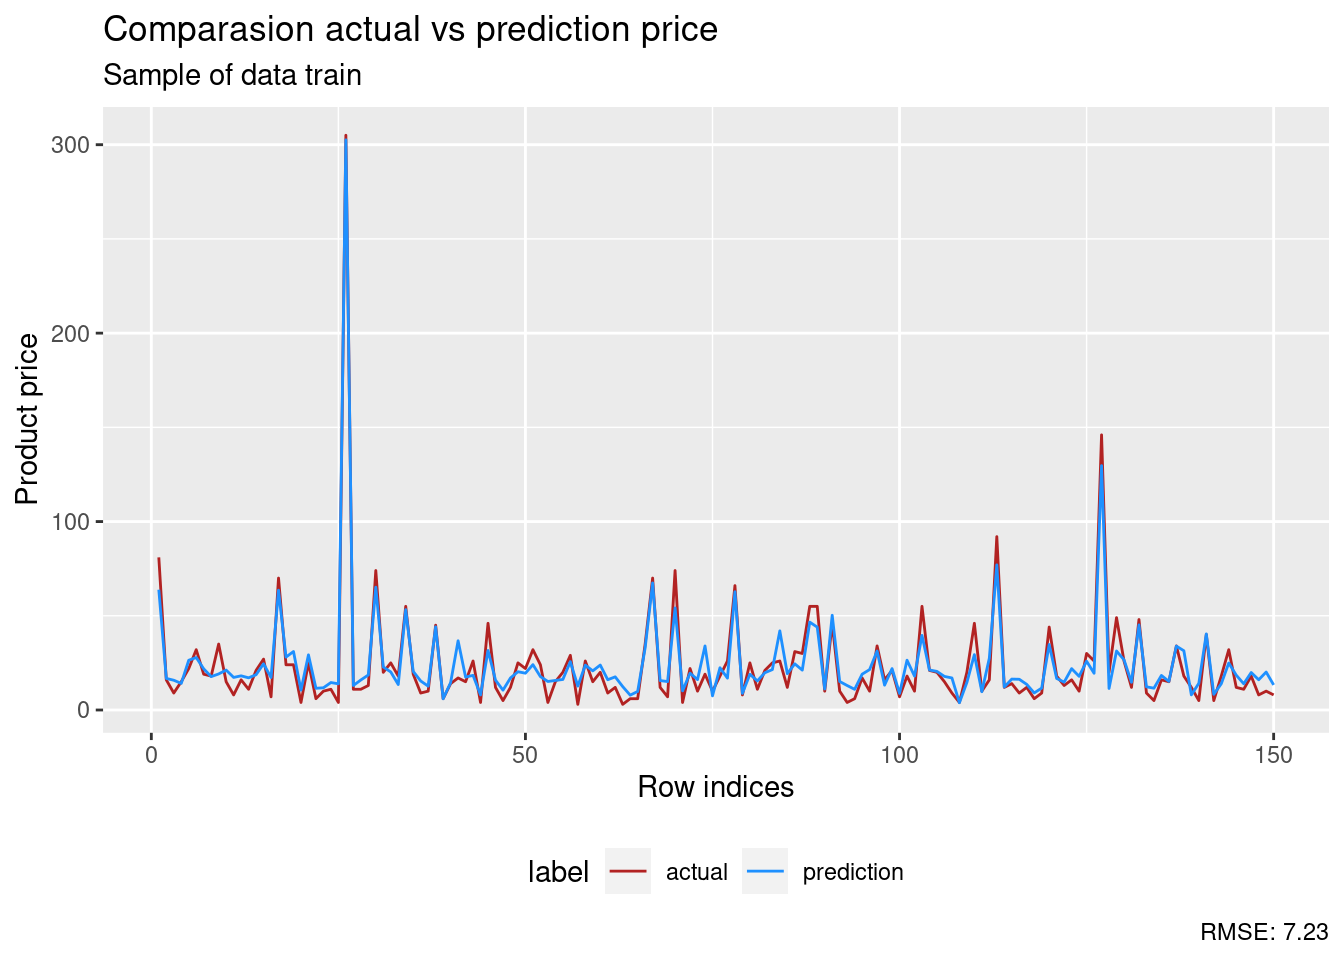 Comparasion actual vs prediction price
Sample of data train
Product price
300
200
100
0
0 50 100 150
Row indices
label actual prediction
RMSE: 7.23